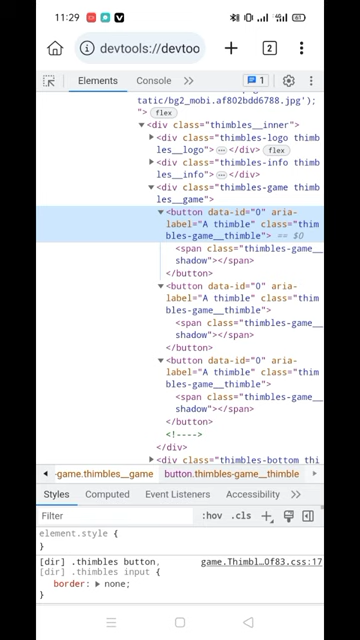 11:29
4G
61
devtools://devtoo
2
Elements
Console
1
tatic/bg2_mobi.af802bdd6788.jpg');
"> flex
<div class="thimbles__inner">
<div class="thimbles-logo thimb
les__logo"> </div> flex
<div class="thimbles-info thimb
les__info"> </div>
<div class="thimbles-game thimb
les__game">
<button data-id="0" aria-
label="A thimble" class="thim
bles-game__thimble"> == $0
<span class="thimbles-game__
shadow"></span>
</button>
<button data-id="0" aria-
label="A thimble" class="thim
bles-game__thimble">
<span class="thimbles-game__
shadow"></span>
</button>
<button data-id="0" aria-
label="A thimble" class="thim
bles-game__thimble">
<span class="thimbles-game__
shadow"></span>
</button>
<!---->
</div>
<div class="thimbles-bottom thi
-game.thimbles__game
button.thimbles-game__thimble
Styles
Computed
Event Listeners
Accessibility
Filter
:hov
.cls
element.style {
}
[dir] .thimbles button,
game.Thimbl…0f83.css:17
[dir] .thimbles input {
border: none;
}